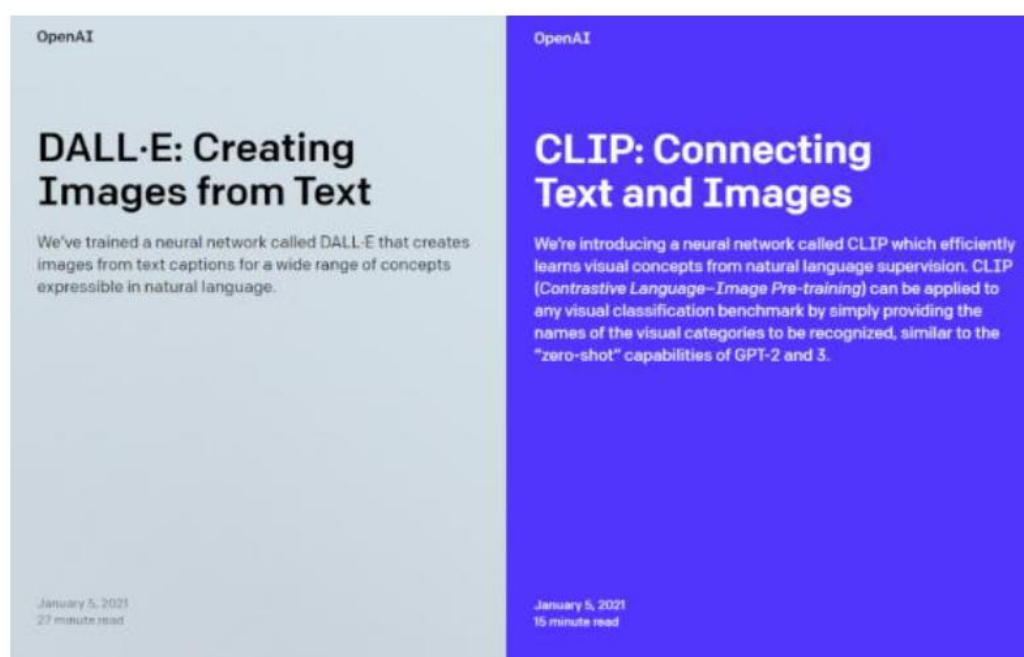 OpenAI
DALL·E: Creating
Images from Text
We've trained a neural network called DALL·E that creates
images from text captions for a wide range of concepts
expressible in natural language.
January 5, 2021
27 minute read
OpenAI
CLIP: Connecting
Text and Images
We're introducing a neural network called CLIP which efficiently
learns visual concepts from natural language supervision. CLIP
(Contrastive Language–Image Pre-training) can be applied to
any visual classification benchmark by simply providing the
names of the visual categories to be recognized, similar to the
"zero-shot" capabilities of GPT-2 and 3.
January 5, 2021
15 minute read